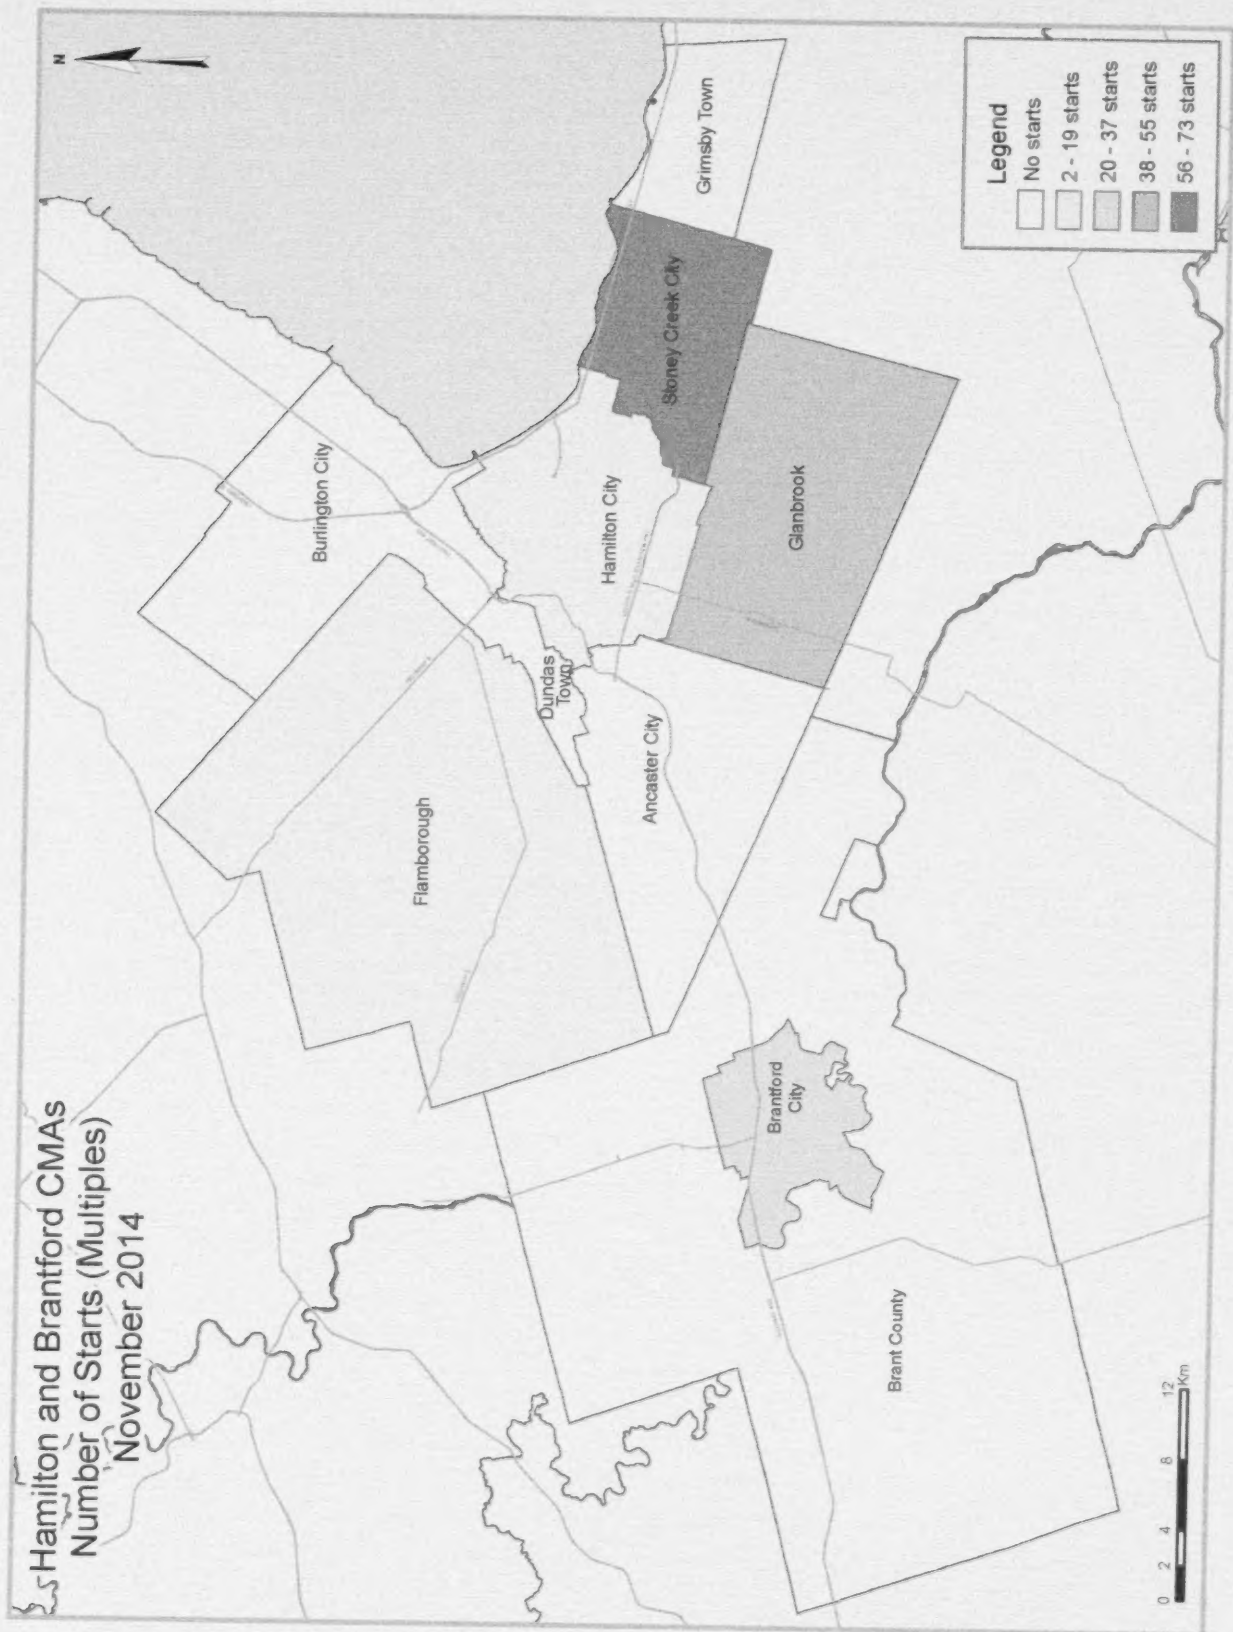 Hamilton and Brantford CMAs
Number of Starts (Multiples)
November 2014
N
Burlington City
Flamborough
Dundas
Town
Hamilton City
Stoney Creek City
Grimsby Town
Ancaster City
Glanbrook
Brantford
City
Brant County
Legend
No starts
2 - 19 starts
20 - 37 starts
38 - 55 starts
56 - 73 starts
0 2 4 8 12
Km